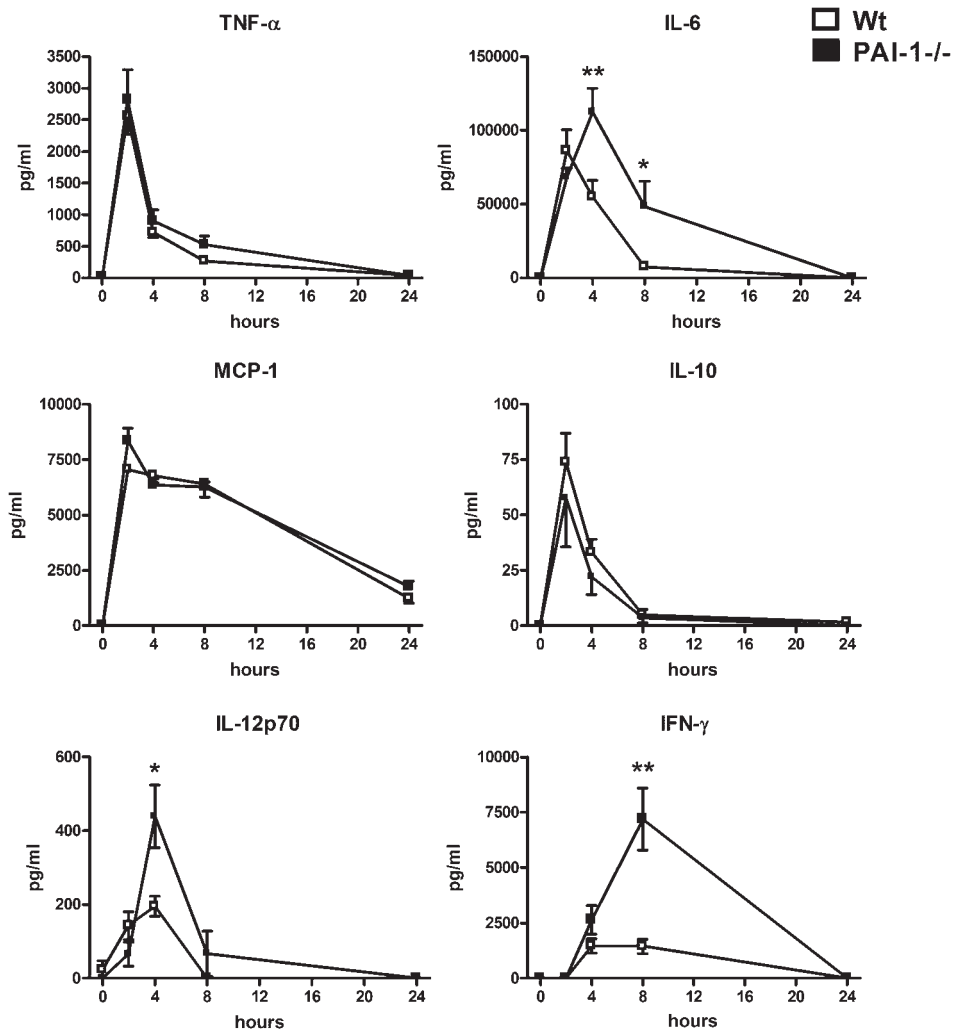 TNF-α
IL-6
Wt
PAI-1-/-
3500
3000
2500
2000
1500
1000
500
0
pg/ml
0 4 8 12 16 20 24
hours
150000
100000
50000
0
pg/ml
**
*
0 4 8 12 16 20 24
hours
MCP-1
10000
7500
5000
2500
0
pg/ml
0 4 8 12 16 20 24
hours
IL-10
100
75
50
25
0
pg/ml
0 4 8 12 16 20 24
hours
IL-12p70
600
400
200
0
pg/ml
*
0 4 8 12 16 20 24
hours
IFN-γ
10000
7500
5000
2500
0
pg/ml
**
0 4 8 12 16 20 24
hours